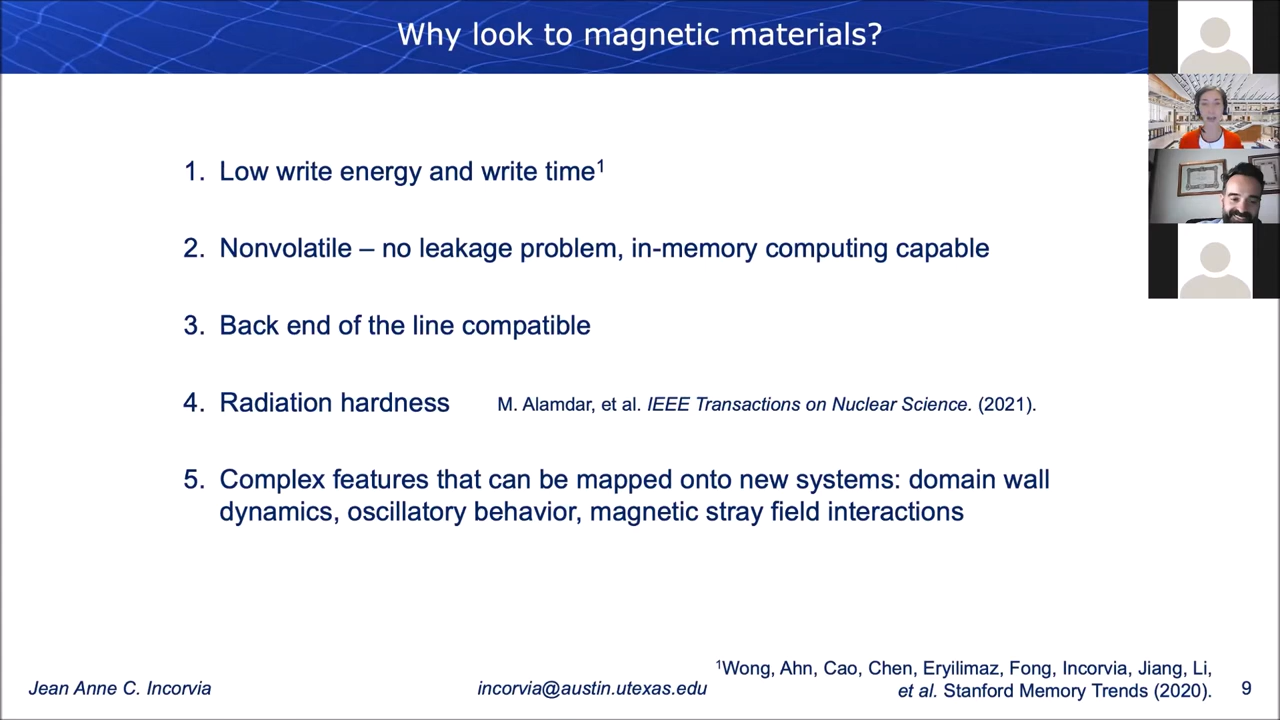 Why look to magnetic materials?
1. Low write energy and write time¹
2. Nonvolatile – no leakage problem, in-memory computing capable
3. Back end of the line compatible
4. Radiation hardness M. Alamdar, et al. IEEE Transactions on Nuclear Science. (2021).
5. Complex features that can be mapped onto new systems: domain wall
dynamics, oscillatory behavior, magnetic stray field interactions
¹Wong, Ahn, Cao, Chen, Eryilimaz, Fong, Incorvia, Jiang, Li,
et al. Stanford Memory Trends (2020).
Jean Anne C. Incorvia
incorvia@austin.utexas.edu
9